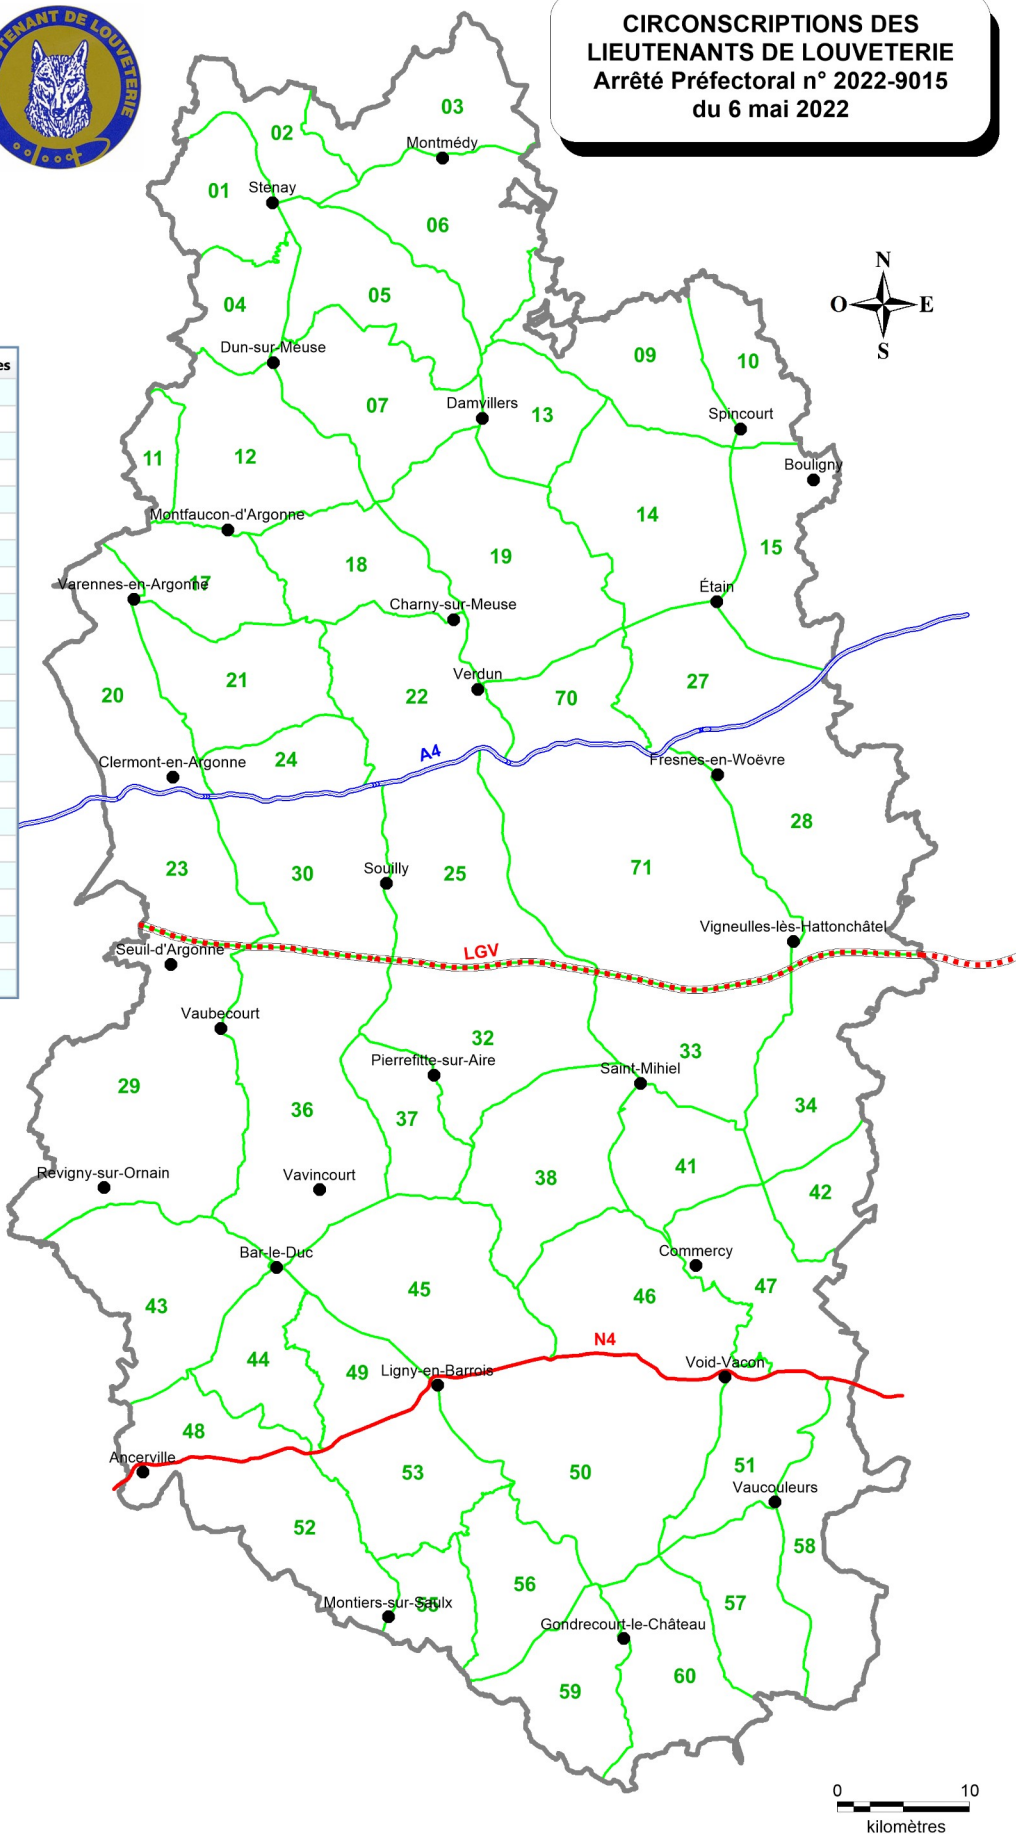 LIEUTENANT DE LOUVETERIE
CIRCONSCRIPTIONS DES
LIEUTENANTS DE LOUVETERIE
Arrêté Préfectoral n° 2022-9015
du 6 mai 2022
03
02
Montmédy
01
Stenay
06
N
O
E
S
04
05
es
Dun-sur-Meuse
09
10
07
Damvillers
13
Spincourt
11
12
Bouligny
Montfaucon-d'Argonne
14
19
15
18
Varennes-en-Argonne
17
Étain
Charny-sur-Meuse
Verdun
20
21
22
70
27
A4
24
Clermont-en-Argonne
Fresnes-en-Woëvre
28
23
30
Souilly
25
71
Vigneulles-lès-Hattonchâtel
Seuil-d'Argonne
LGV
Vaubecourt
32
33
Pierrefitte-sur-Aire
Saint-Mihiel
29
36
37
34
Revigny-sur-Ornain
Vavincourt
38
41
42
Bar-le-Duc
Commercy
43
45
46
47
N4
44
49
Ligny-en-Barrois
Void-Vacon
48
Ancerville
53
50
51
Vaucouleurs
52
58
56
Montiers-sur-Saulx
55
57
Gondrecourt-le-Château
59
60
0 10
kilomètres